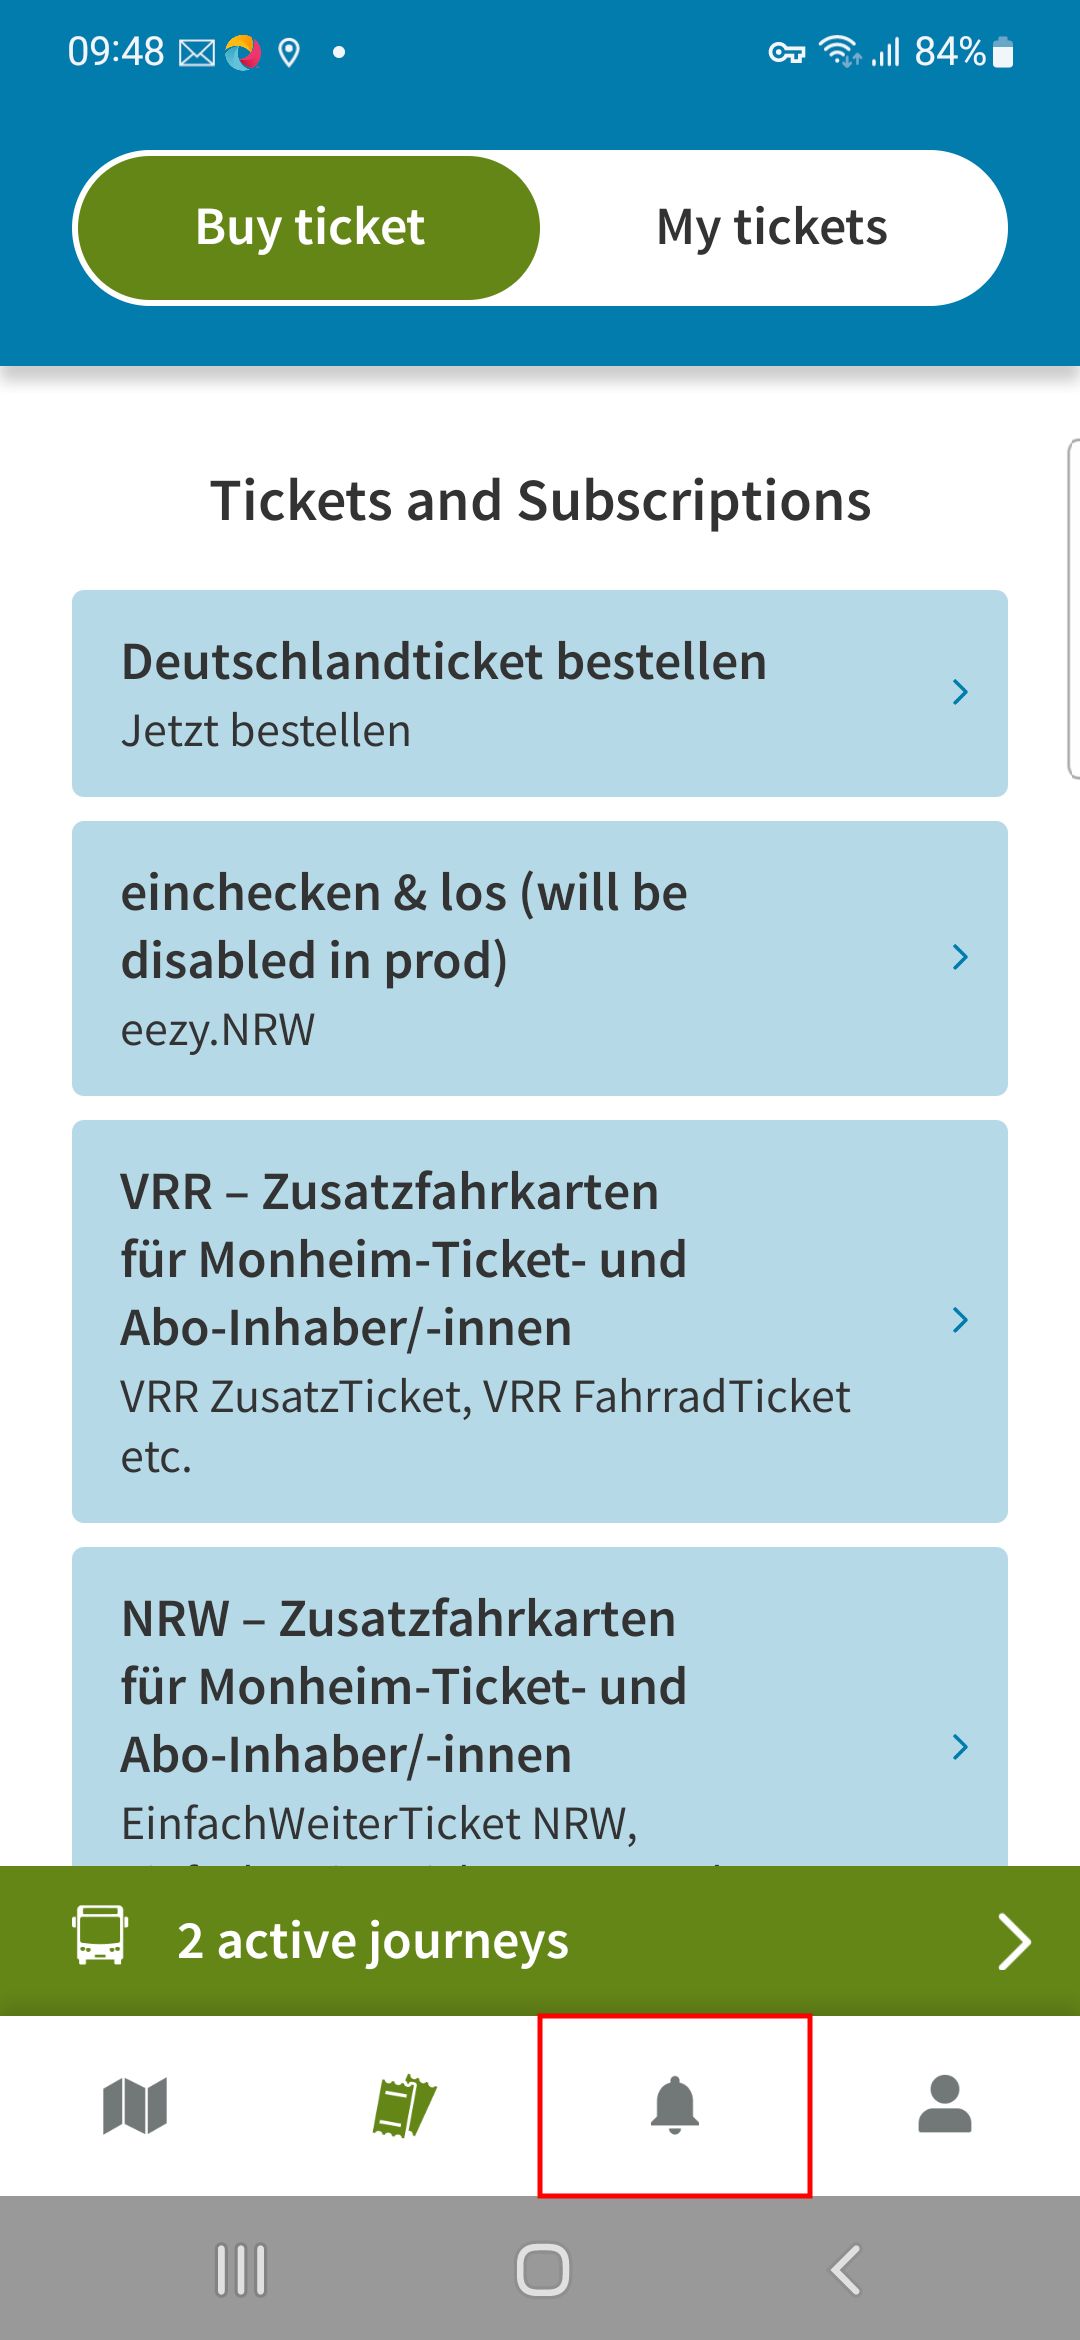 09:48
84%
Buy ticket
My tickets
Tickets and Subscriptions
Deutschlandticket bestellen
Jetzt bestellen
einchecken & los (will be
disabled in prod)
eezy.NRW
VRR – Zusatzfahrkarten
für Monheim-Ticket- und
Abo-Inhaber/-innen
VRR ZusatzTicket, VRR FahrradTicket
etc.
NRW – Zusatzfahrkarten
für Monheim-Ticket- und
Abo-Inhaber/-innen
EinfachWeiterTicket NRW,
2 active journeys